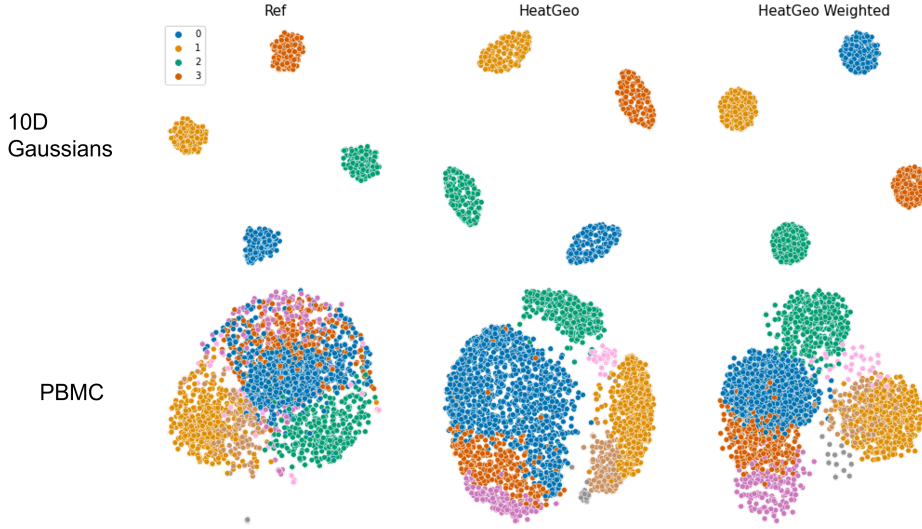 Ref
HeatGeo
HeatGeo Weighted
0
1
2
3
10D
Gaussians
PBMC